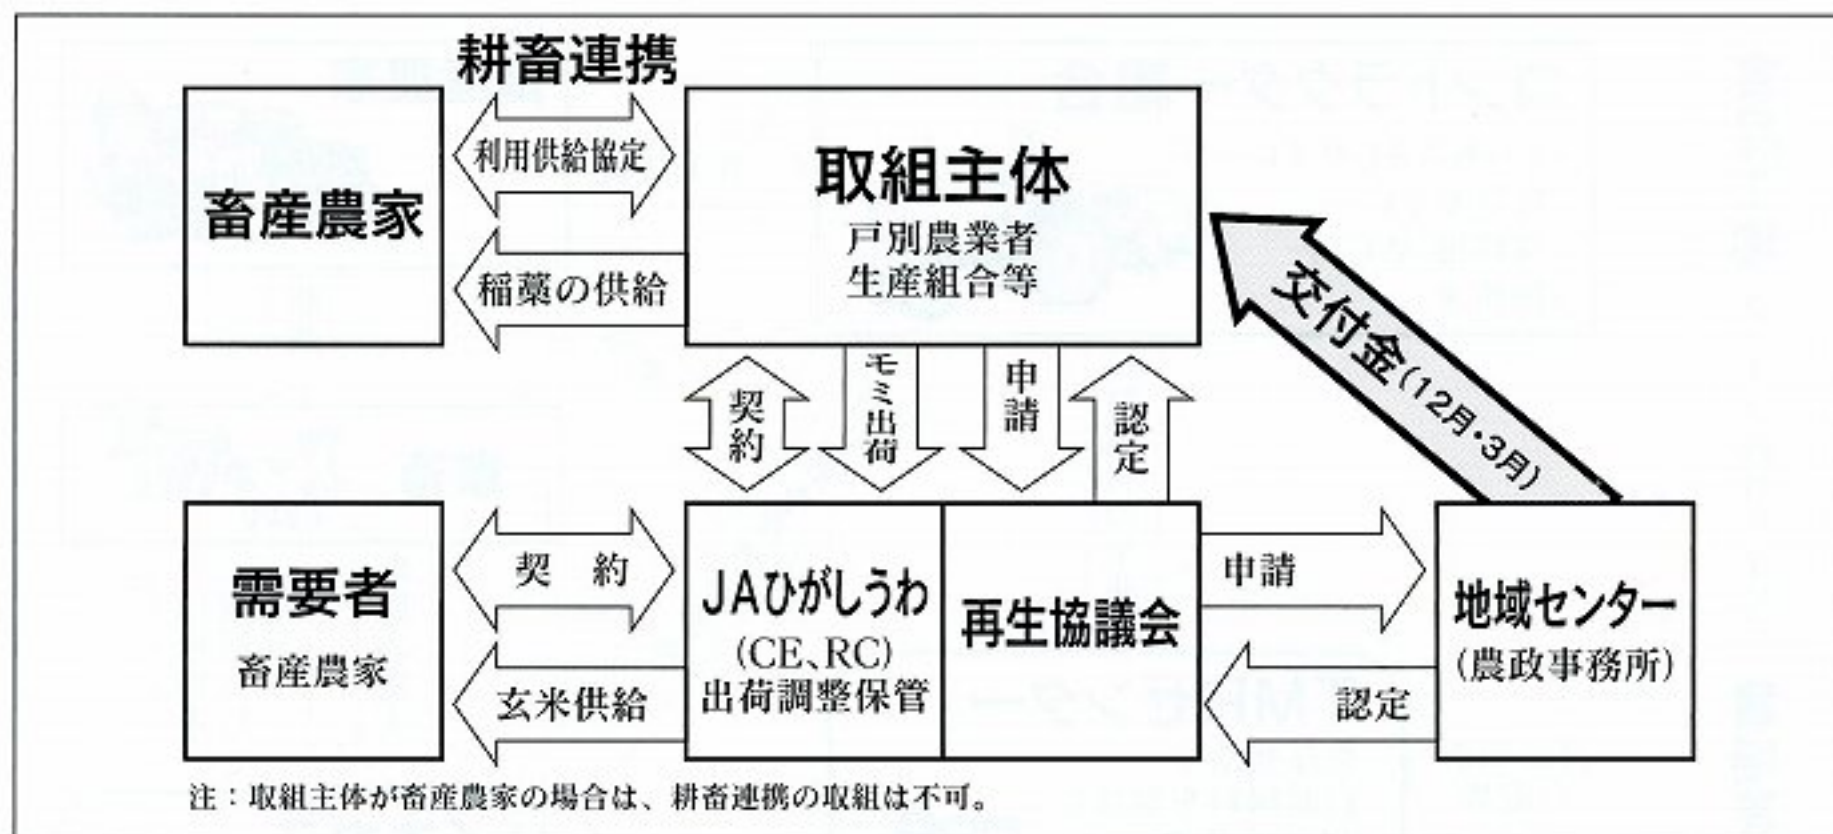 耕畜連携
畜産農家
利用供給協定
稲藁の供給
取組主体
戸別農業者
生産組合等
交付金(12月・3月)
契約
モミ出荷
申請
認定
需要者
畜産農家
契 約
玄米供給
JAひがしうわ
(CE、RC)
出荷調整保管
再生協議会
申請
認定
地域センター
(農政事務所)
注：取組主体が畜産農家の場合は、耕畜連携の取組は不可。